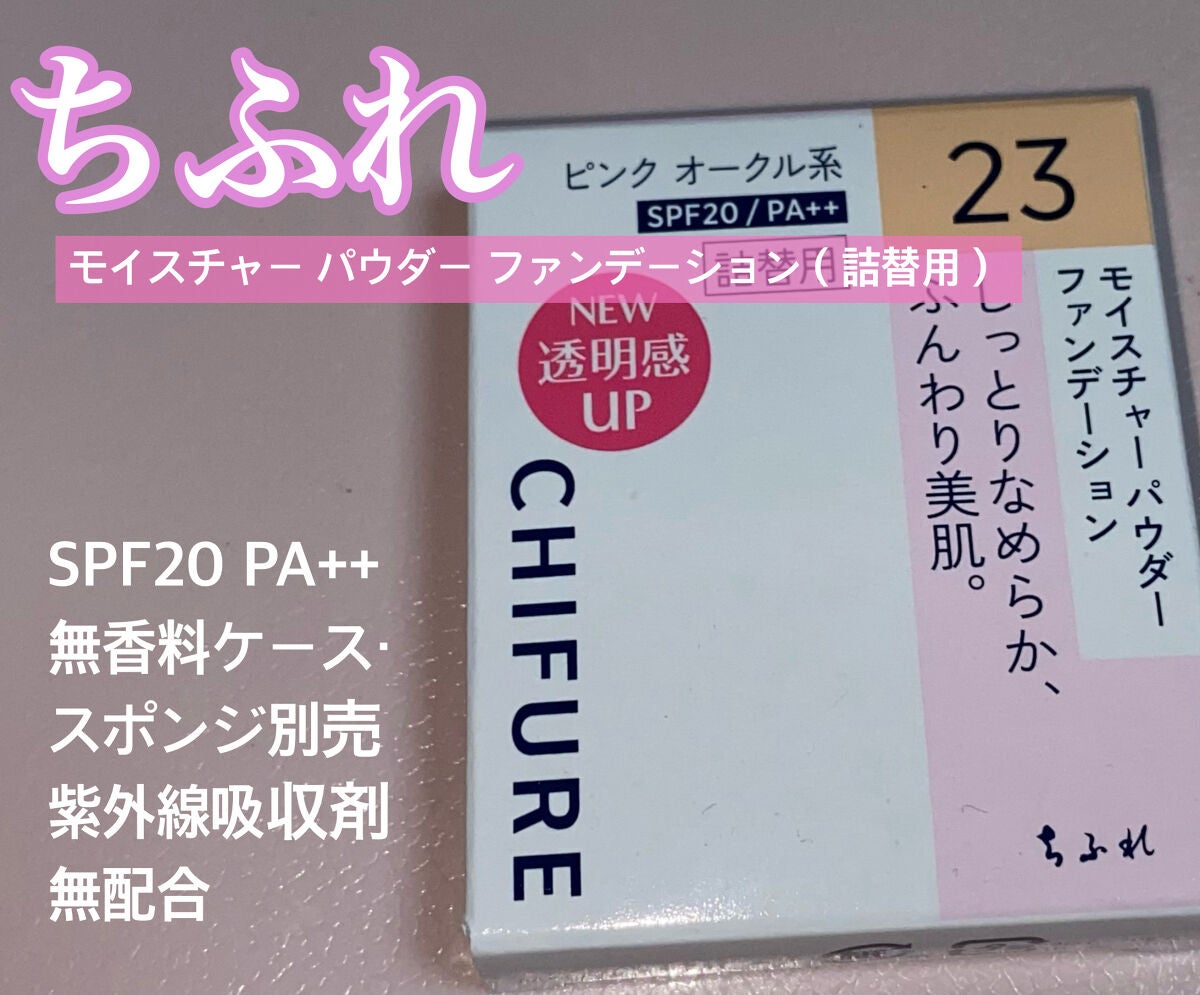 ちふれ
モイスチャー パウダー ファンデーション(詰替用)
ピンク オークル系
SPF20/PA++
詰替用
23
モイスチャー パウダー
ファンデーション
しっとりなめらか、
ふんわり美肌。
NEW
透明感
UP
CHIFURE
ちふれ
SPF20 PA++
無香料ケース·
スポンジ別売
紫外線吸収剤
無配合